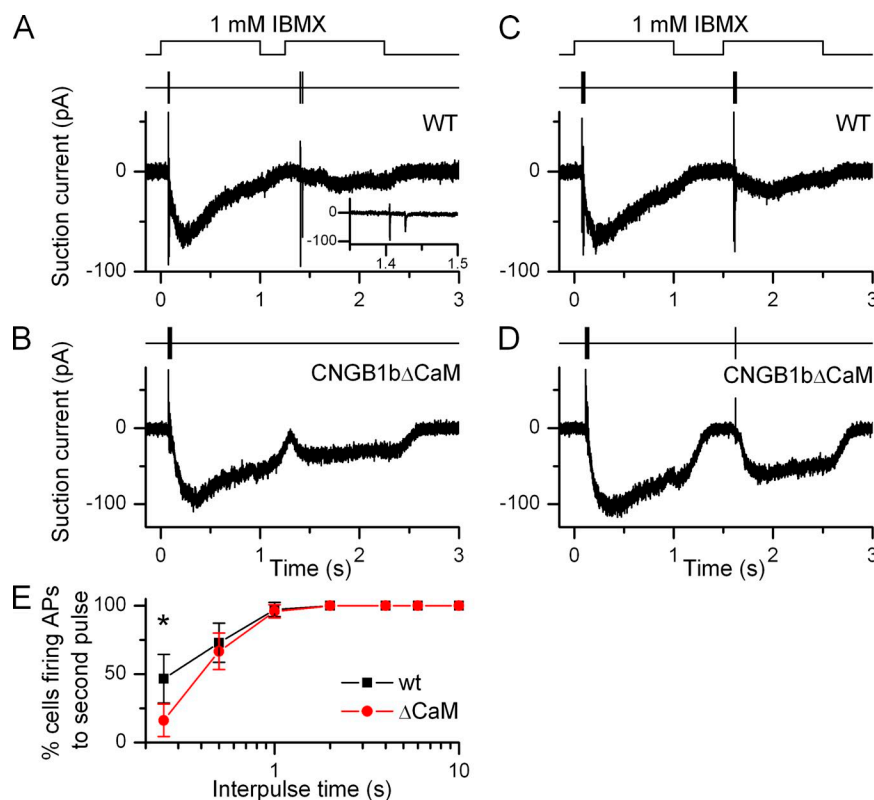 A
1 mM IBMX
WT
Suction current (pA)
0
-100
0
-100
1.4
1.5
0
1
2
3
C
1 mM IBMX
WT
0
-100
0
1
2
3
B
CNGB1bΔCaM
Suction current (pA)
0
-100
0
1
2
3
Time (s)
D
CNGB1bΔCaM
0
-100
0
1
2
3
Time (s)
E
% cells firing APs
to second pulse
100
50
0
*
wt
ΔCaM
1
10
Interpulse time (s)